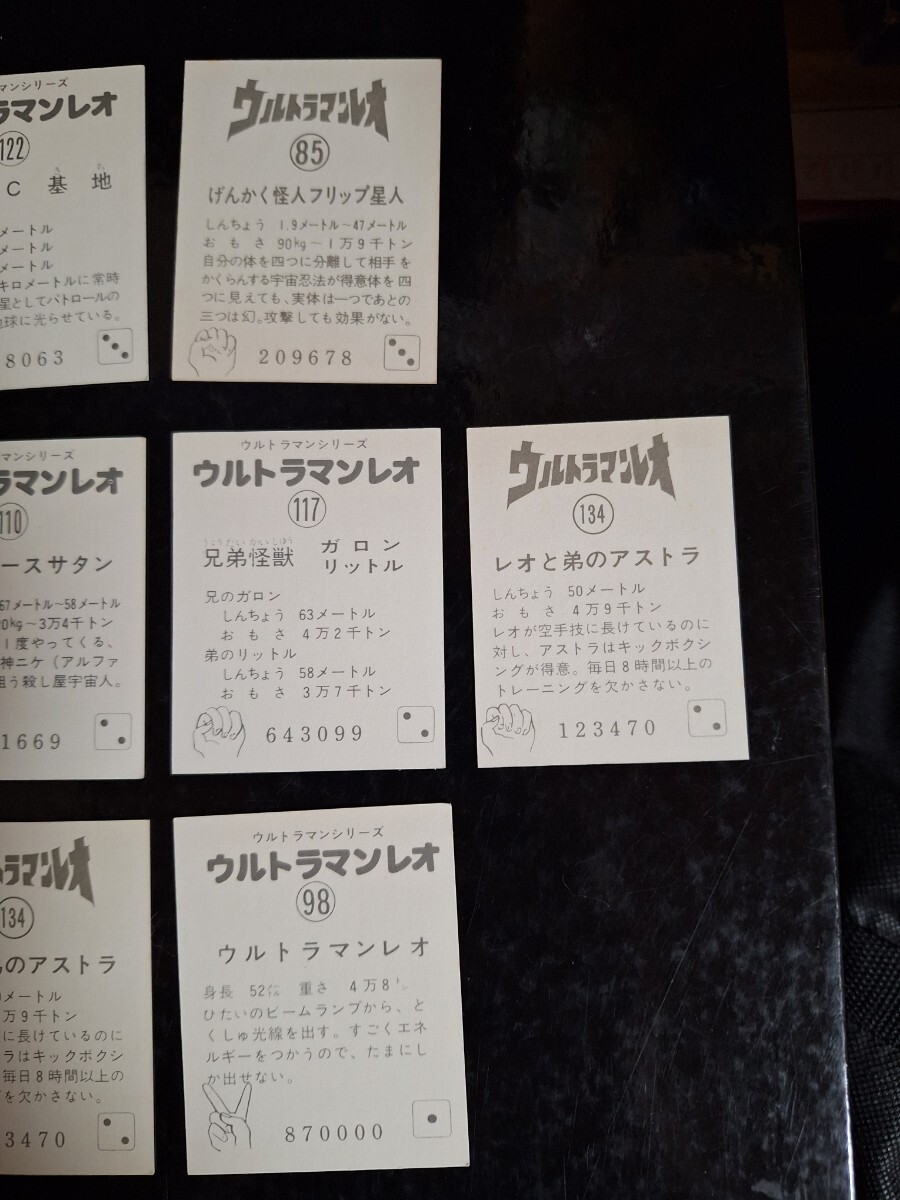 マンシリーズ
ラマンレオ
122
C 基地
メートル
メートル
メートル
キロメートルに常時
星としてパトロールの
地球に光らせている。
8063
ウルトラマンレオ
85
げんかく怪人フリップ星人
しんちょう 1.9メートル～47メートル
おもさ 90kg～1万9千トン
自分の体を四つに分離して相手を
かくらんする宇宙忍法が得意体を四
つに見えても、実体は一つであとの
三つは幻。攻撃しても効果がない。
209678
マンシリーズ
ラマンレオ
110
ースサタン
67メートル～58メートル
0kg～3万4千トン
1度やってくる、
神ニケ（アルファ
狙う殺し屋宇宙人。
1669
ウルトラマンシリーズ
ウルトラマンレオ
117
きょうだいかいじゅう
兄弟怪獣 ガロン
リットル
兄のガロン
しんちょう 63メートル
おもさ 4万2千トン
弟のリットル
しんちょう 58メートル
おもさ 3万7千トン
643099
ウルトラマンレオ
134
レオと弟のアストラ
しんちょう 50メートル
おもさ 4万9千トン
レオが空手技に長けているのに
対し、アストラはキックボクシ
ングが得意。毎日8時間以上の
トレーニングを欠かさない。
123470
ラマンレオ
134
のアストラ
メートル
万9千トン
に長けているのに
ラはキックボクシ
毎日8時間以上の
を欠かさない。
3470
ウルトラマンシリーズ
ウルトラマンレオ
98
ウルトラマンレオ
身長 52㍍ 重さ 4万8㌧
ひたいのビームランプから、と
くしゅ光線を出す。すごくエネ
ルギーをつかうので、たまにし
か出せない。
870000